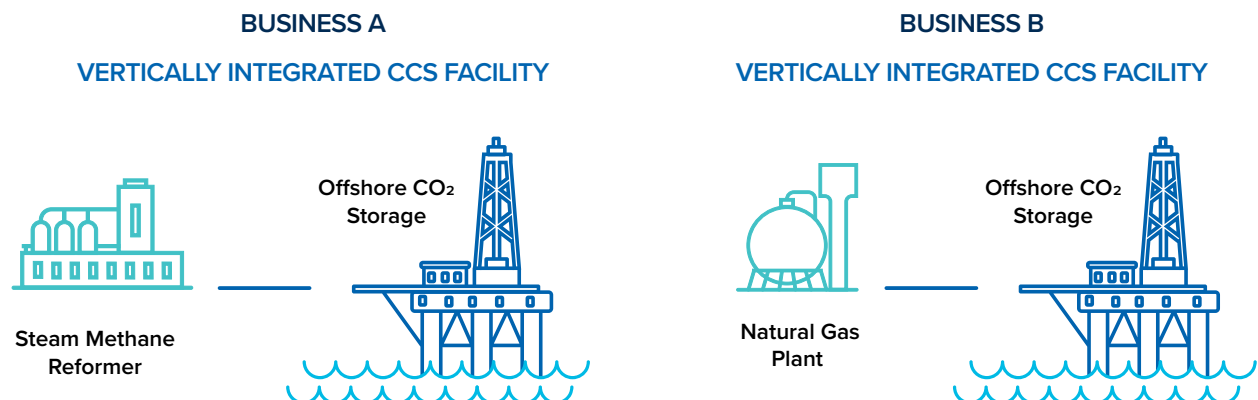 BUSINESS A
VERTICALLY INTEGRATED CCS FACILITY
Offshore CO₂
Storage
Steam Methane
Reformer
BUSINESS B
VERTICALLY INTEGRATED CCS FACILITY
Offshore CO₂
Storage
Natural Gas
Plant